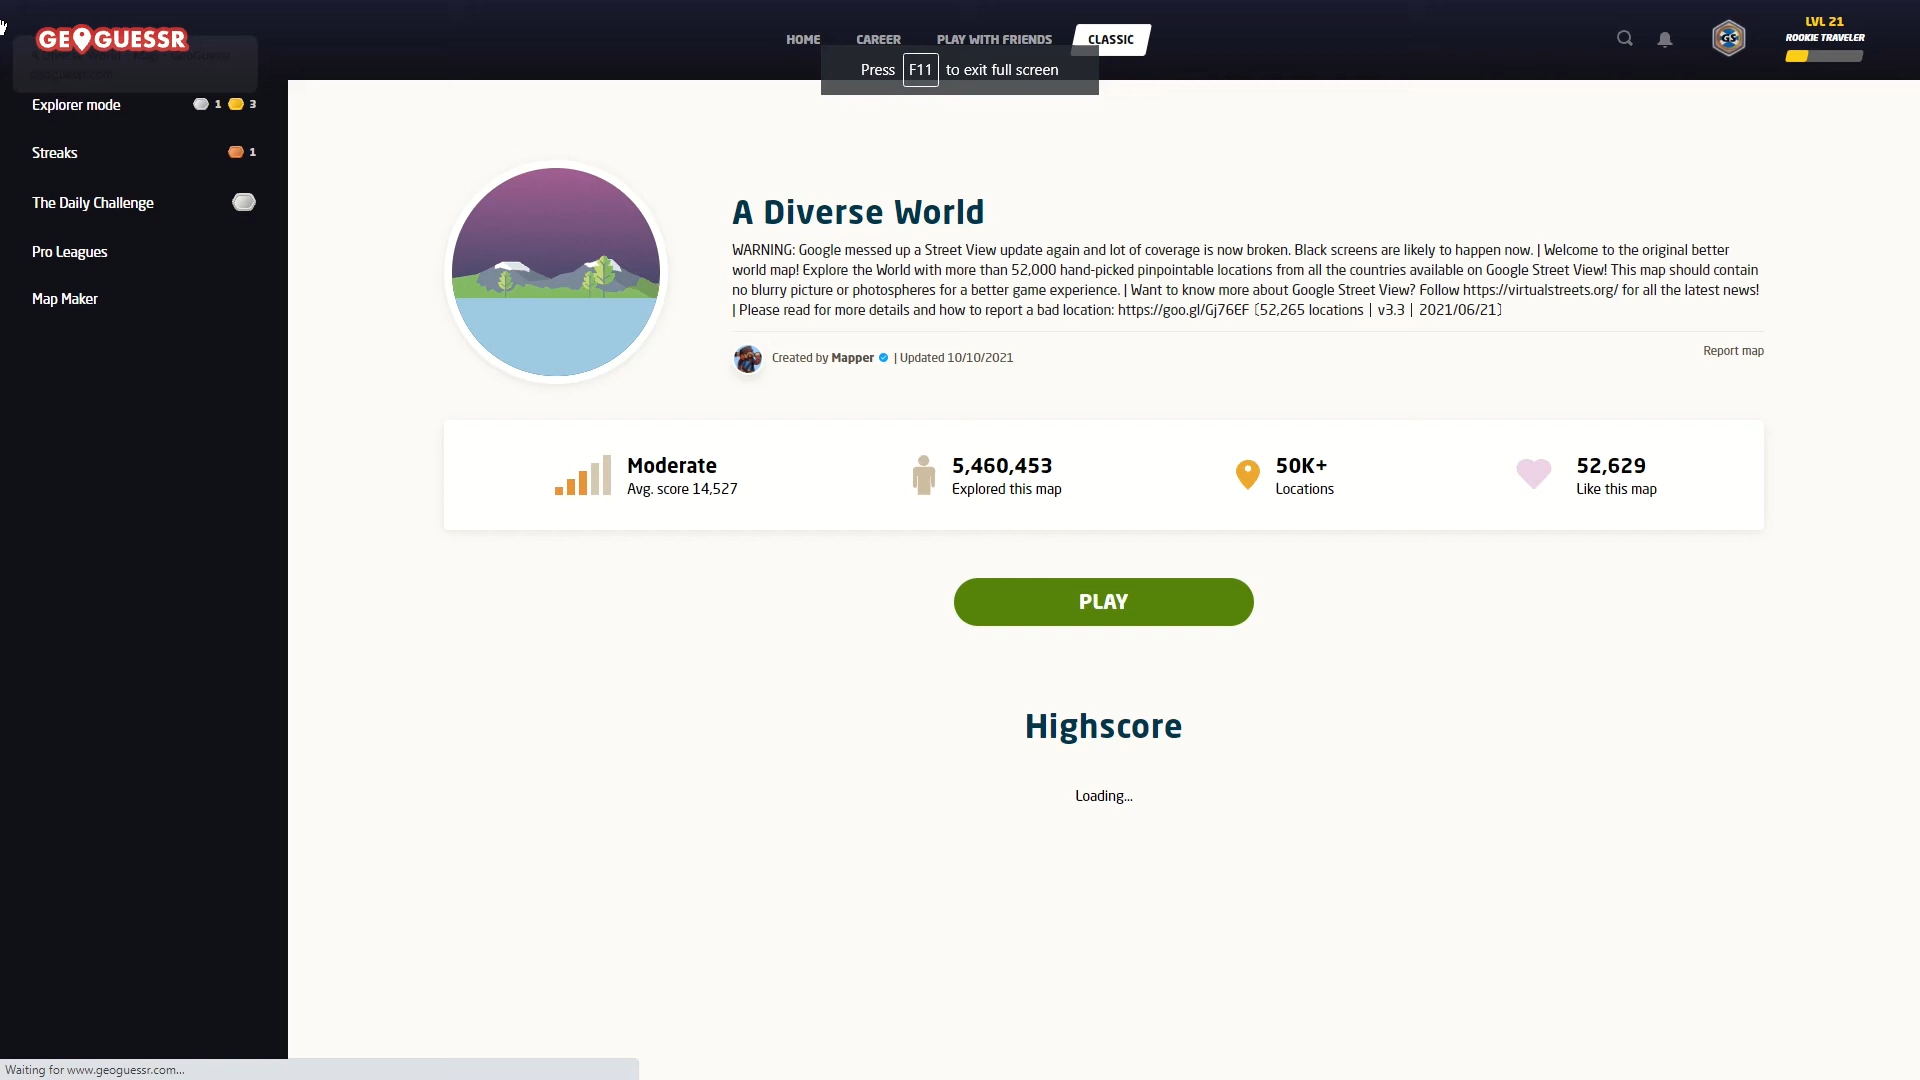 GEOGUESSR
HOME
CAREER
PLAY WITH FRIENDS
CLASSIC
LVL 21
ROOKIE TRAVELER
GS
Press F11 to exit full screen
geoguessr.com
Explorer mode 1 3
Streaks 1
The Daily Challenge
Pro Leagues
Map Maker
A Diverse World
WARNING: Google messed up a Street View update again and lot of coverage is now broken. Black screens are likely to happen now. | Welcome to the original better
world map! Explore the World with more than 52,000 hand-picked pinpointable locations from all the countries available on Google Street View! This map should contain
no blurry picture or photospheres for a better game experience. | Want to know more about Google Street View? Follow https://virtualstreets.org/ for all the latest news!
| Please read for more details and how to report a bad location: https://goo.gl/Gj76EF (52,265 locations | v3.3 | 2021/06/21)
Created by Mapper | Updated 10/10/2021
Report map
Moderate
Avg. score 14,527
5,460,453
Explored this map
50K+
Locations
52,629
Like this map
PLAY
Highscore
Loading...
Waiting for www.geoguessr.com...